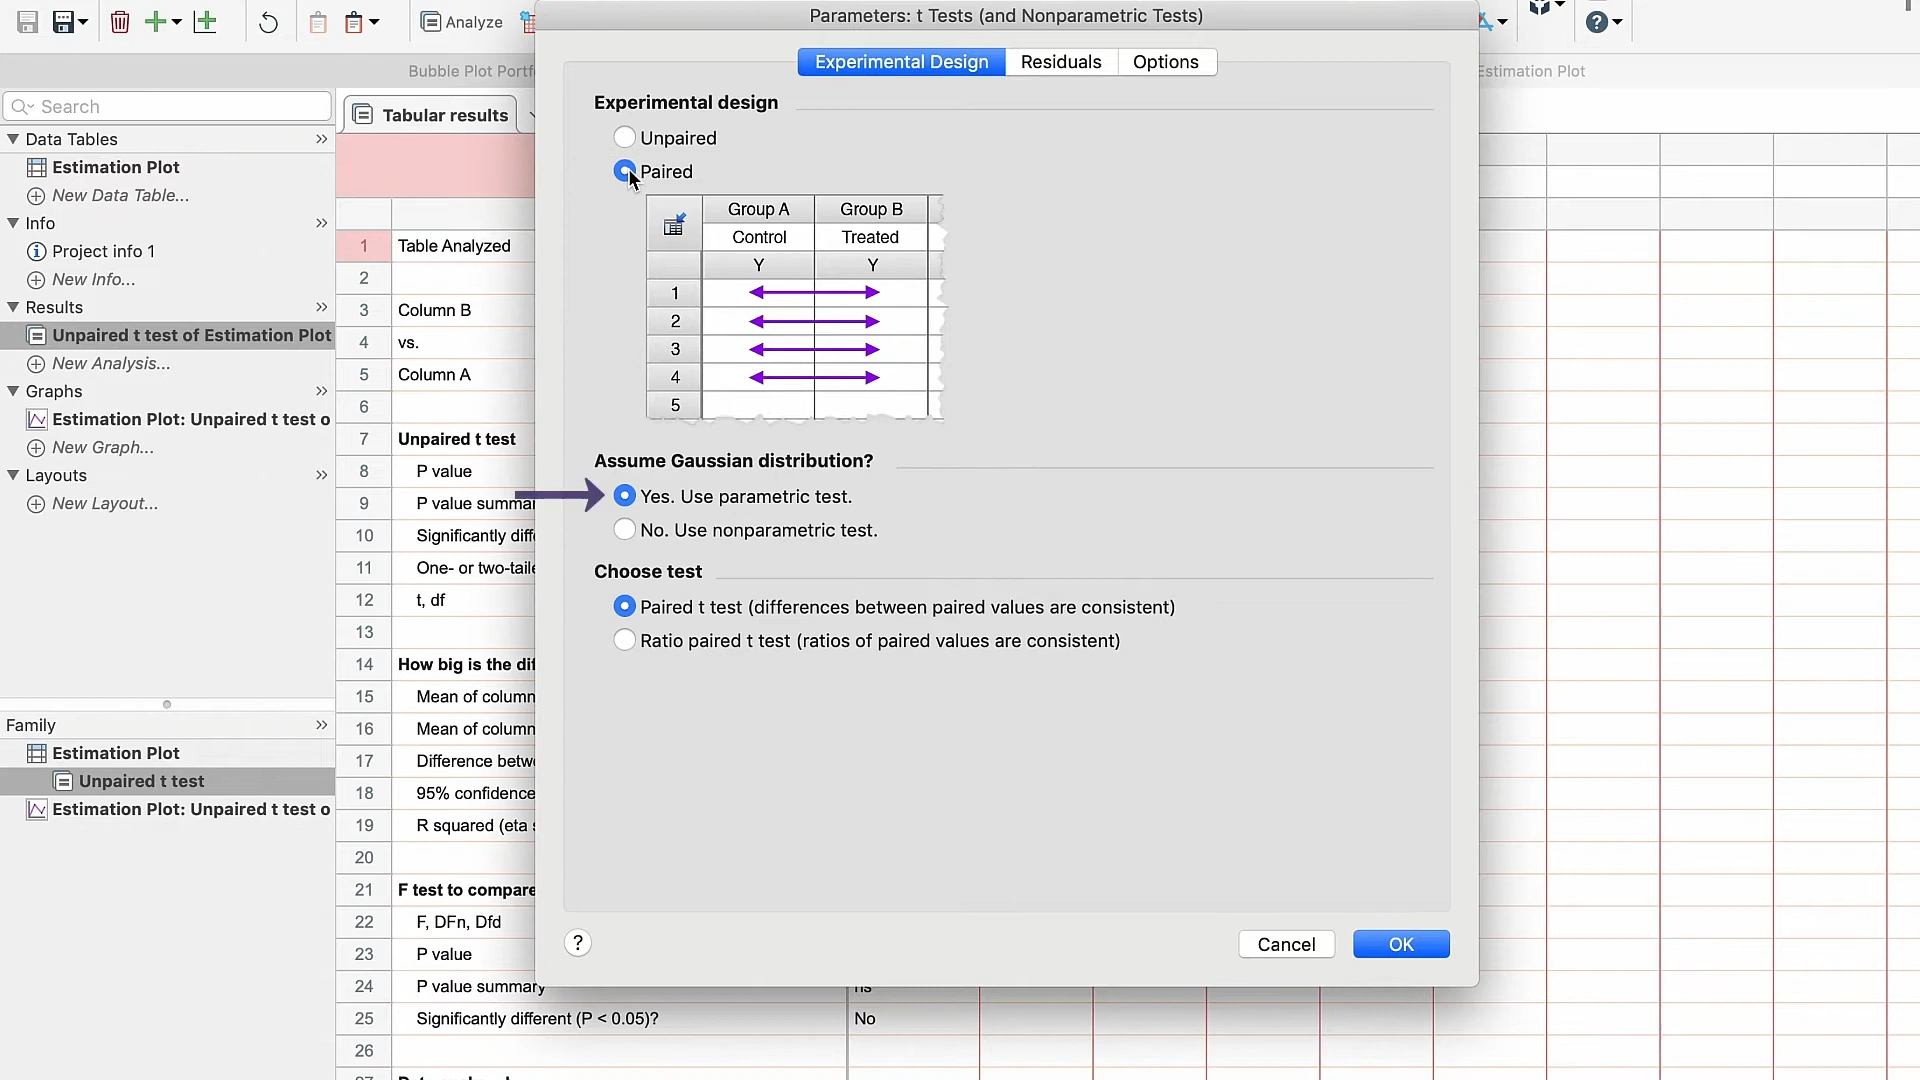 Parameters: t Tests (and Nonparametric Tests)
Analyze
Bubble Plot
Estimation Plot
Search
Data Tables
Estimation Plot
New Data Table...
Info
Project info 1
New Info...
Results
Unpaired t test of Estimation Plot
New Analysis...
Graphs
Estimation Plot: Unpaired t test o
New Graph...
Layouts
New Layout...
Family
Estimation Plot
Unpaired t test
Estimation Plot: Unpaired t test o
Tabular results
1 Table Analyzed
2
3 Column B
4 vs.
5 Column A
6
7 Unpaired t test
8 P value
9 P value summa
10 Significantly diff
11 One- or two-taile
12 t, df
13
14 How big is the dif
15 Mean of column
16 Mean of column
17 Difference betw
18 95% confidence
19 R squared (eta
20
21 F test to compare
22 F, DFn, Dfd
23 P value
24 P value summary ns
25 Significantly different (P < 0.05)? No
26
Experimental Design Residuals Options
Experimental design
Unpaired
Paired
Group A Group B
Control Treated
Y Y
1
2
3
4
5
Assume Gaussian distribution?
Yes. Use parametric test.
No. Use nonparametric test.
Choose test
Paired t test (differences between paired values are consistent)
Ratio paired t test (ratios of paired values are consistent)
? Cancel OK